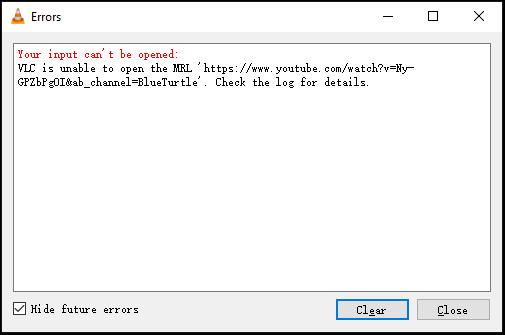 Errors
Your input can't be opened:
VLC is unable to open the MRL 'https://www.youtube.com/watch?v=Ny-
GPZbPgOI&ab_channel=BlueTurtle'. Check the log for details.
Hide future errors
Clear
Close